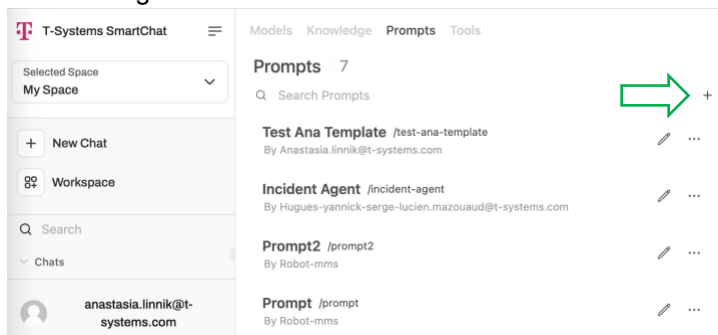 T-Systems SmartChat
Selected Space
My Space
New Chat
Workspace
Search
Chats
anastasia.linnik@t-
systems.com
Models Knowledge Prompts Tools
Prompts 7
Search Prompts
Test Ana Template /test-ana-template
By Anastasia.linnik@t-systems.com
Incident Agent /incident-agent
By Hugues-yannick-serge-lucien.mazouaud@t-systems.com
Prompt2 /prompt2
By Robot-mms
Prompt /prompt
By Robot-mms